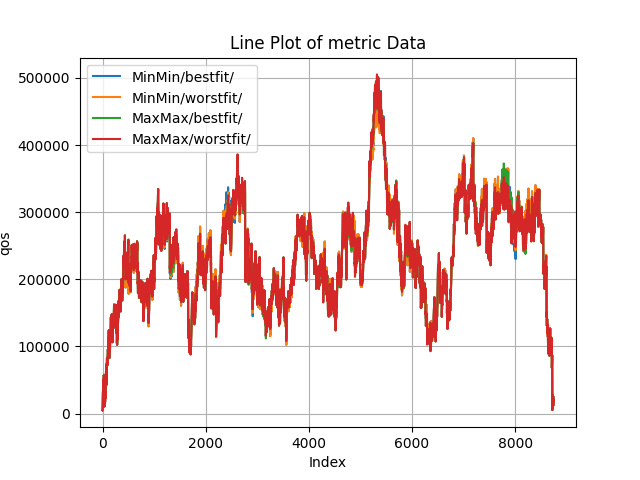 Line Plot of metric Data
MinMin/bestfit/
MinMin/worstfit/
MaxMax/bestfit/
MaxMax/worstfit/
500000
400000
300000
200000
100000
0
qos
0 2000 4000 6000 8000
Index